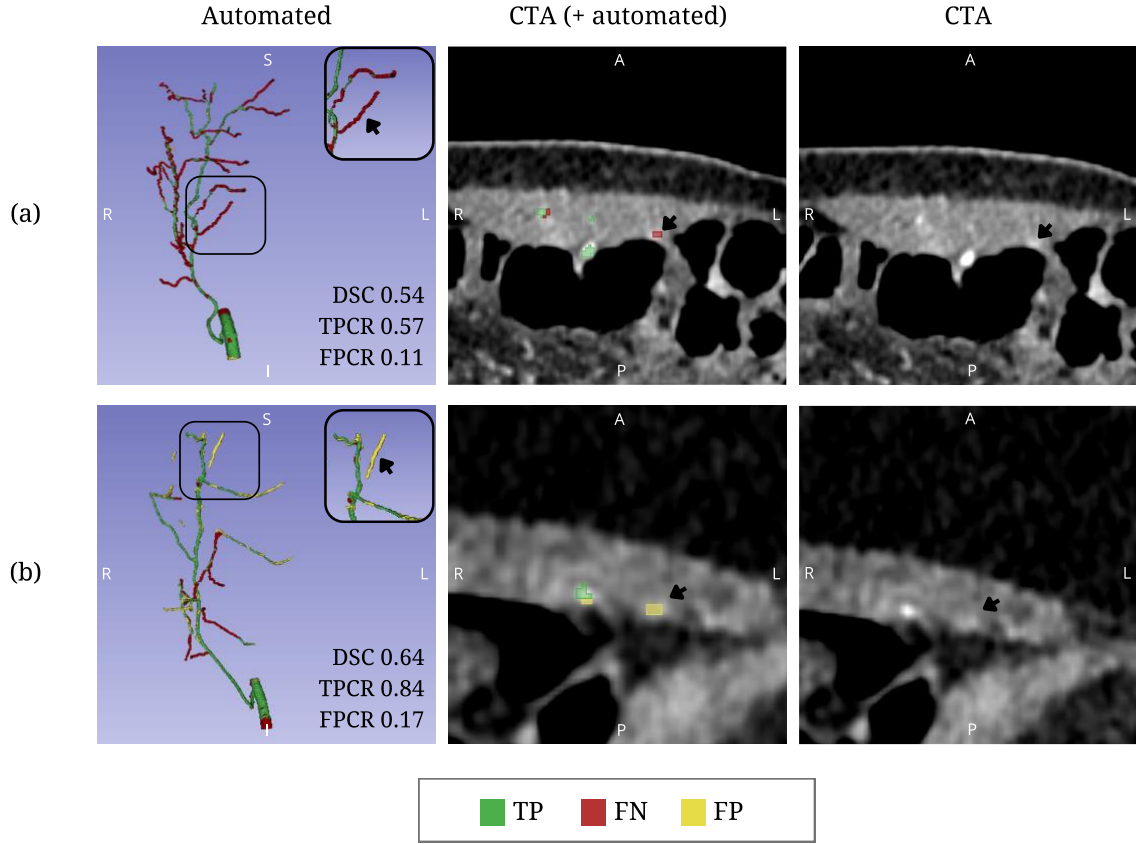 Automated
CTA (+ automated)
CTA
(a)
S
R
L
I
DSC 0.54
TPCR 0.57
FPCR 0.11
A
R
L
P
A
R
L
P
(b)
S
R
L
I
DSC 0.64
TPCR 0.84
FPCR 0.17
A
R
L
P
A
R
L
P
TP
FN
FP